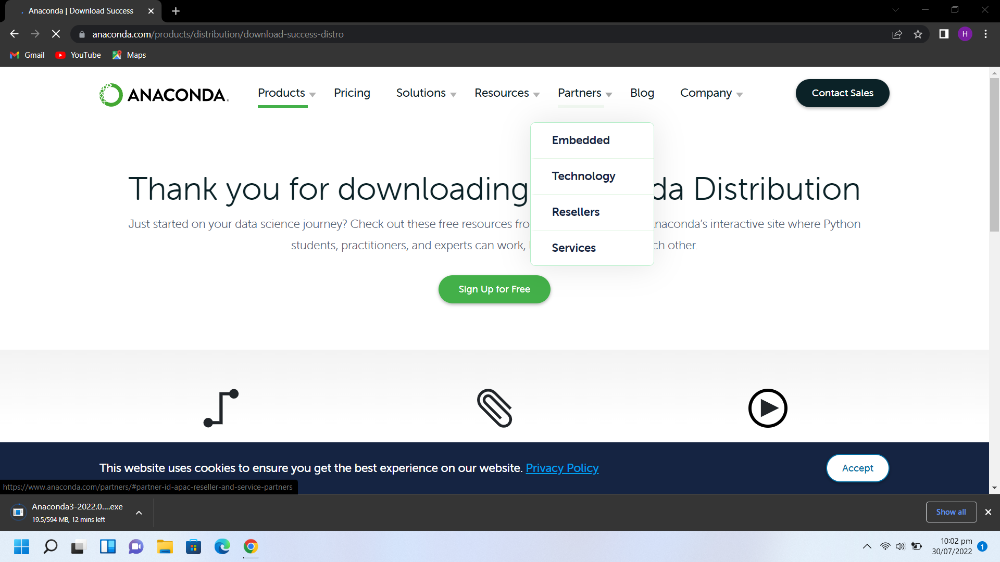 Anaconda | Download Success
anaconda.com/products/distribution/download-success-distro
H
Gmail
YouTube
Maps
ANACONDA.
Products
Pricing
Solutions
Resources
Partners
Blog
Company
Contact Sales
Embedded
Technology
Resellers
Services
Thank you for downloading da Distribution
Just started on your data science journey? Check out these free resources fro naconda's interactive site where Python
students, practitioners, and experts can work, ch other.
Sign Up for Free
This website uses cookies to ensure you get the best experience on our website. Privacy Policy
Accept
https://www.anaconda.com/partners/#partner-id-apac-reseller-and-service-partners
Anaconda3-2022.0....exe
19.5/594 MB, 12 mins left
Show all
10:02 pm
30/07/2022
1